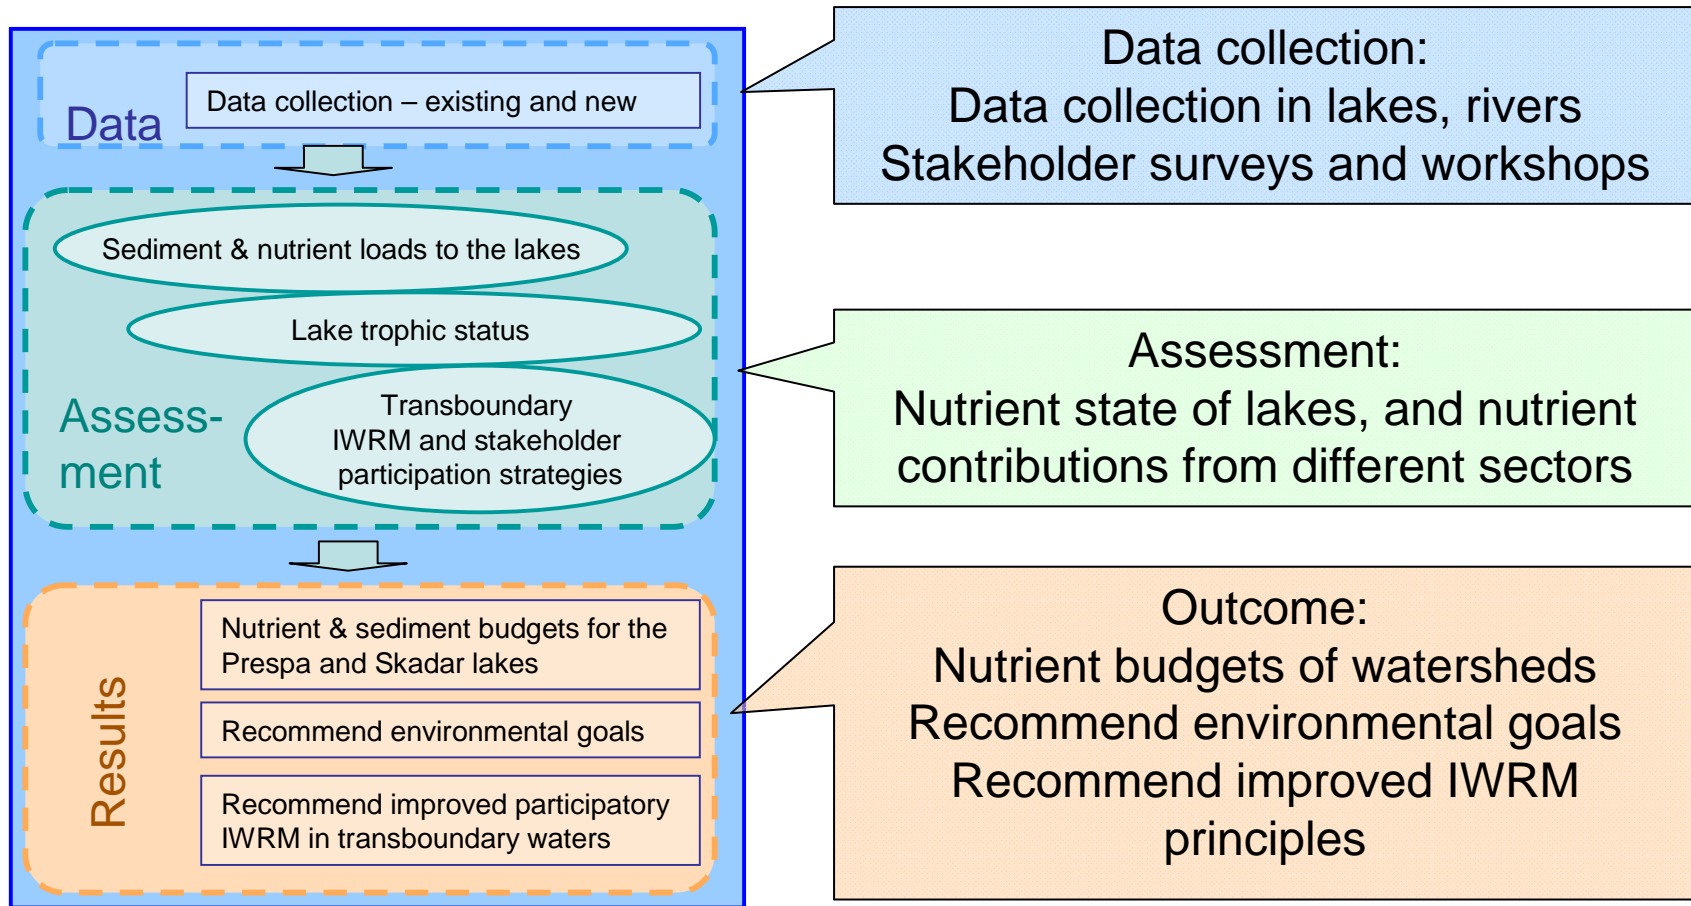 Data
Data collection – existing and new
Assess-
ment
Sediment & nutrient loads to the lakes
Lake trophic status
Transboundary
IWRM and stakeholder
participation strategies
Results
Nutrient & sediment budgets for the
Prespa and Skadar lakes
Recommend environmental goals
Recommend improved participatory
IWRM in transboundary waters
Data collection:
Data collection in lakes, rivers
Stakeholder surveys and workshops
Assessment:
Nutrient state of lakes, and nutrient
contributions from different sectors
Outcome:
Nutrient budgets of watersheds
Recommend environmental goals
Recommend improved IWRM
principles